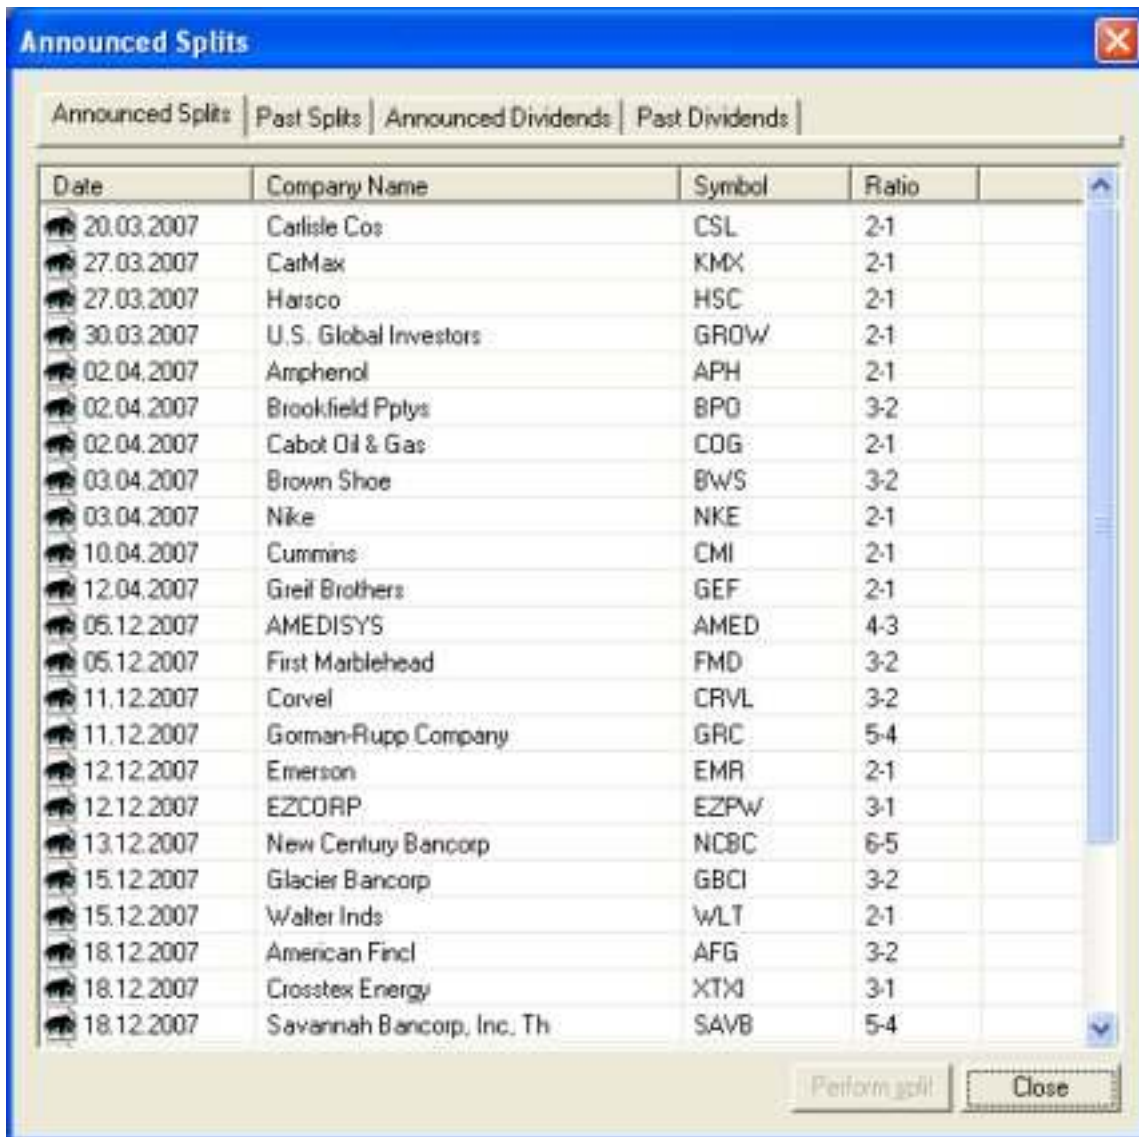 Announced Splits
Announced Splits Past Splits Announced Dividends Past Dividends
Date Company Name Symbol Ratio
20.03.2007 Carlisle Cos CSL 2-1
27.03.2007 CarMax KMX 2-1
27.03.2007 Harsco HSC 2-1
30.03.2007 U.S. Global Investors GROW 2-1
02.04.2007 Amphenol APH 2-1
02.04.2007 Brookfield Pptys BPO 3-2
02.04.2007 Cabot Oil & Gas COG 2-1
03.04.2007 Brown Shoe BWS 3-2
03.04.2007 Nike NKE 2-1
10.04.2007 Cummins CMI 2-1
12.04.2007 Greif Brothers GEF 2-1
05.12.2007 AMEDISYS AMED 4-3
05.12.2007 First Marblehead FMD 3-2
11.12.2007 Corvel CRVL 3-2
11.12.2007 Gorman-Rupp Company GRC 5-4
12.12.2007 Emerson EMR 2-1
12.12.2007 EZCORP EZPW 3-1
13.12.2007 New Century Bancorp NCBC 6-5
15.12.2007 Glacier Bancorp GBCI 3-2
15.12.2007 Walter Inds WLT 2-1
18.12.2007 American Fincl AFG 3-2
18.12.2007 Crosstex Energy XTXI 3-1
18.12.2007 Savannah Bancorp, Inc, Th SAVB 5-4
Perform split Close